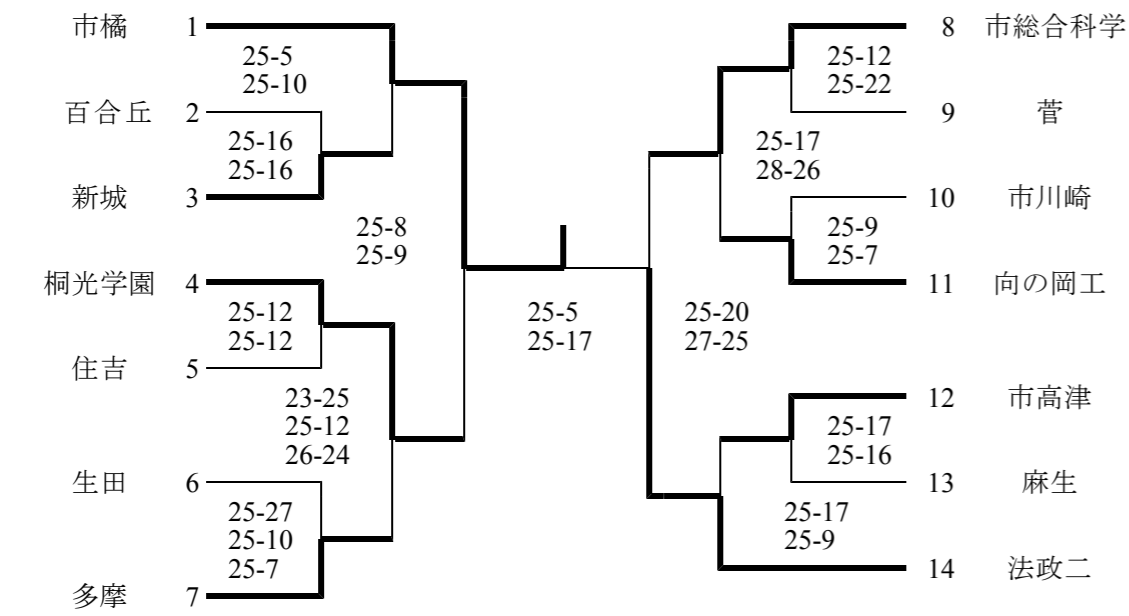 市橘 1
25-5
25-10
百合丘 2
25-16
25-16
新城 3
25-8
25-9
桐光学園 4
25-12
25-12
住吉 5
23-25
25-12
26-24
生田 6
25-27
25-10
25-7
多摩 7
25-5
25-17
8 市総合科学
25-12
25-22
9 菅
25-17
28-26
10 市川崎
25-9
25-7
11 向の岡工
25-20
27-25
12 市高津
25-17
25-16
13 麻生
25-17
25-9
14 法政二